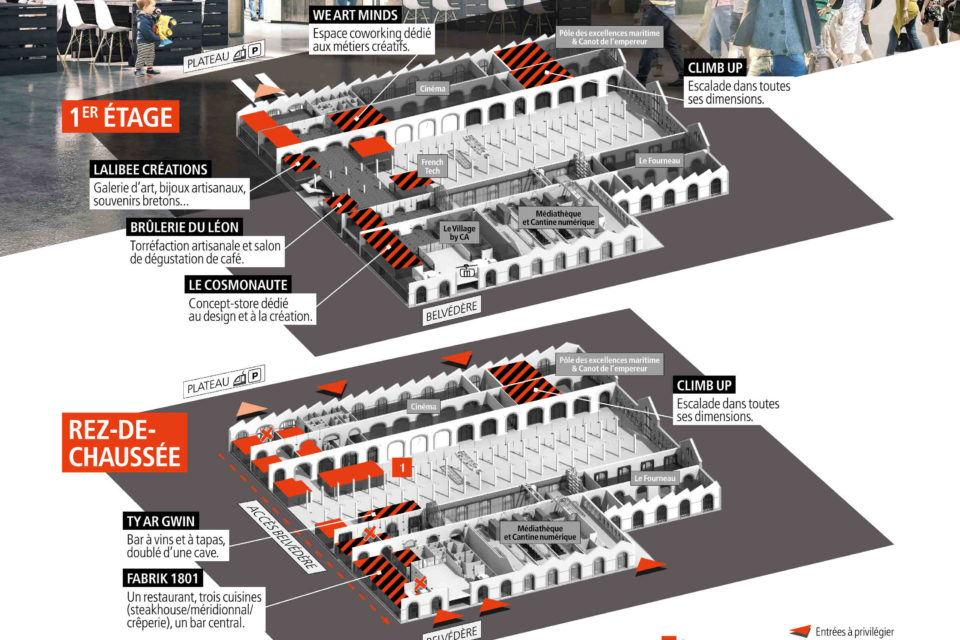 WE ART MINDS
Espace coworking dédié
aux métiers créatifs.
PLATEAU P
Pôle des excellences maritime
& Canot de l'empereur
CLIMB UP
Escalade dans toutes
ses dimensions.
Cinéma
1ER ÉTAGE
French
Tech
Le Fourneau
LALIBEE CRÉATIONS
Galerie d'art, bijoux artisanaux,
souvenirs bretons...
BRÛLERIE DU LÉON
Torréfaction artisanale et salon
de dégustation de café.
Médiathèque
et Cantine numérique
Le Village
by CA
LE COSMONAUTE
Concept-store dédié
au design et à la création.
BELVÉDÈRE
PLATEAU P
Pôle des excellences maritime
& Canot de l'empereur
CLIMB UP
Escalade dans toutes
ses dimensions.
Cinéma
REZ-DE-
CHAUSSÉE
1
Le Fourneau
ACCÈS BELVÉDÈRE
TY AR GWIN
Bar à vins et à tapas,
doublé d'une cave.
Médiathèque
et Cantine numérique
FABRIK 1801
Un restaurant, trois cuisines
(steakhouse/méridionnal/
crêperie), un bar central.
BELVÉDÈRE
Entrées à privilégier